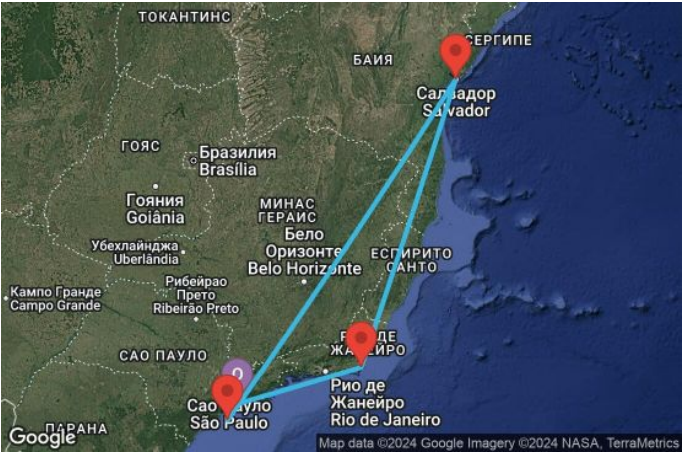 ТОКАНТИНС
СЕРГИПЕ
БАИЯ
Салвадор
Salvador
ГОЯС
Бразилия
Brasília
Гояния
Goiânia
МИНАС
ГЕРАИС
Бело
Оризонте
Belo Horizonte
Убехлайнджа
Uberlândia
ЕСПИРИТО
САНТО
Кампо Гранде
Campo Grande
Рибейрао
Прето
Ribeirão Preto
САО ПАУЛО
ДЕ
ЖАНЕЙРО
Рио де
Жанейро
Rio de Janeiro
Сао Пауло
São Paulo
ПАРАНА
Google
Map data ©2024 Google Imagery ©2024 NASA, TerraMetrics